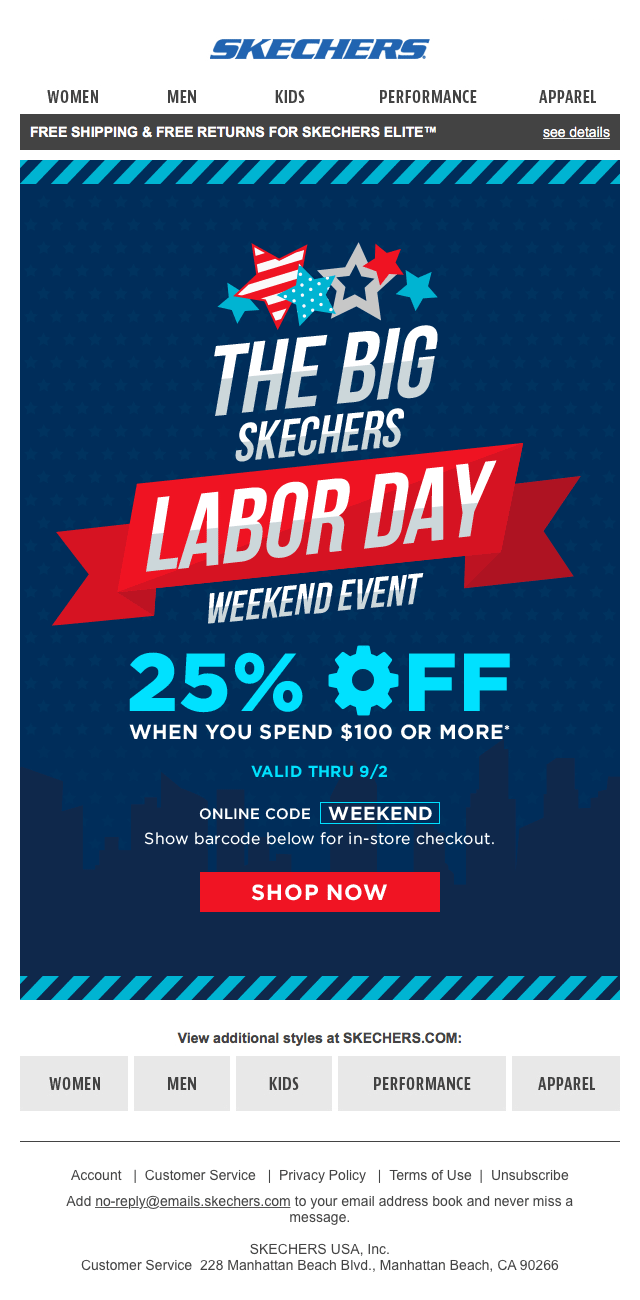 SKECHERS
WOMEN MEN KIDS PERFORMANCE APPAREL
FREE SHIPPING & FREE RETURNS FOR SKECHERS ELITE™ see details
THE BIG
SKECHERS
LABOR DAY
WEEKEND EVENT
25% OFF
WHEN YOU SPEND $100 OR MORE*
VALID THRU 9/2
ONLINE CODE WEEKEND
Show barcode below for in-store checkout.
SHOP NOW
View additional styles at SKECHERS.COM:
WOMEN MEN KIDS PERFORMANCE APPAREL
Account | Customer Service | Privacy Policy | Terms of Use | Unsubscribe
Add no-reply@emails.skechers.com to your email address book and never miss a
message.
SKECHERS USA, Inc.
Customer Service 228 Manhattan Beach Blvd., Manhattan Beach, CA 90266